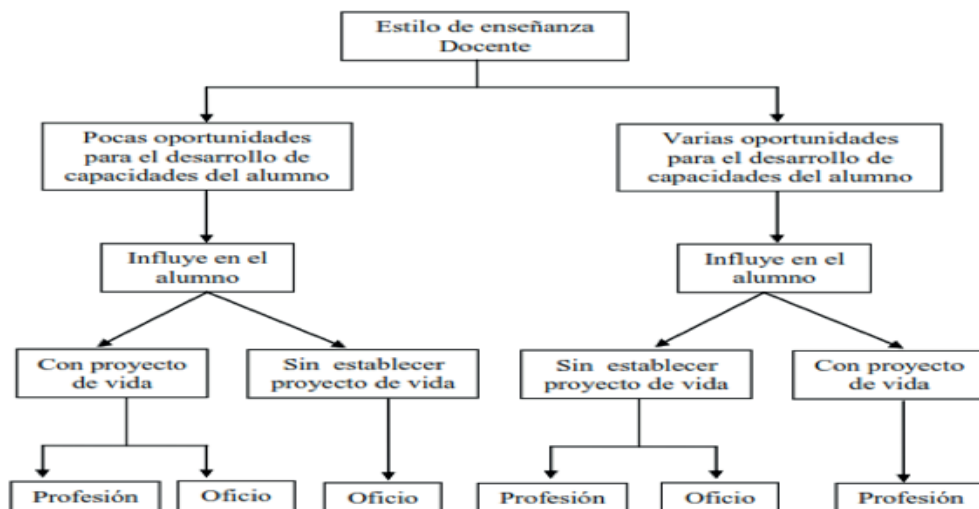 Estilo de enseñanza
Docente
Pocas oportunidades
para el desarrollo de
capacidades del alumno
Varias oportunidades
para el desarrollo de
capacidades del alumno
Influye en el
alumno
Influye en el
alumno
Con proyecto
de vida
Sin establecer
proyecto de vida
Sin establecer
proyecto de vida
Con proyecto
de vida
Profesión
Oficio
Oficio
Profesión
Oficio
Profesión